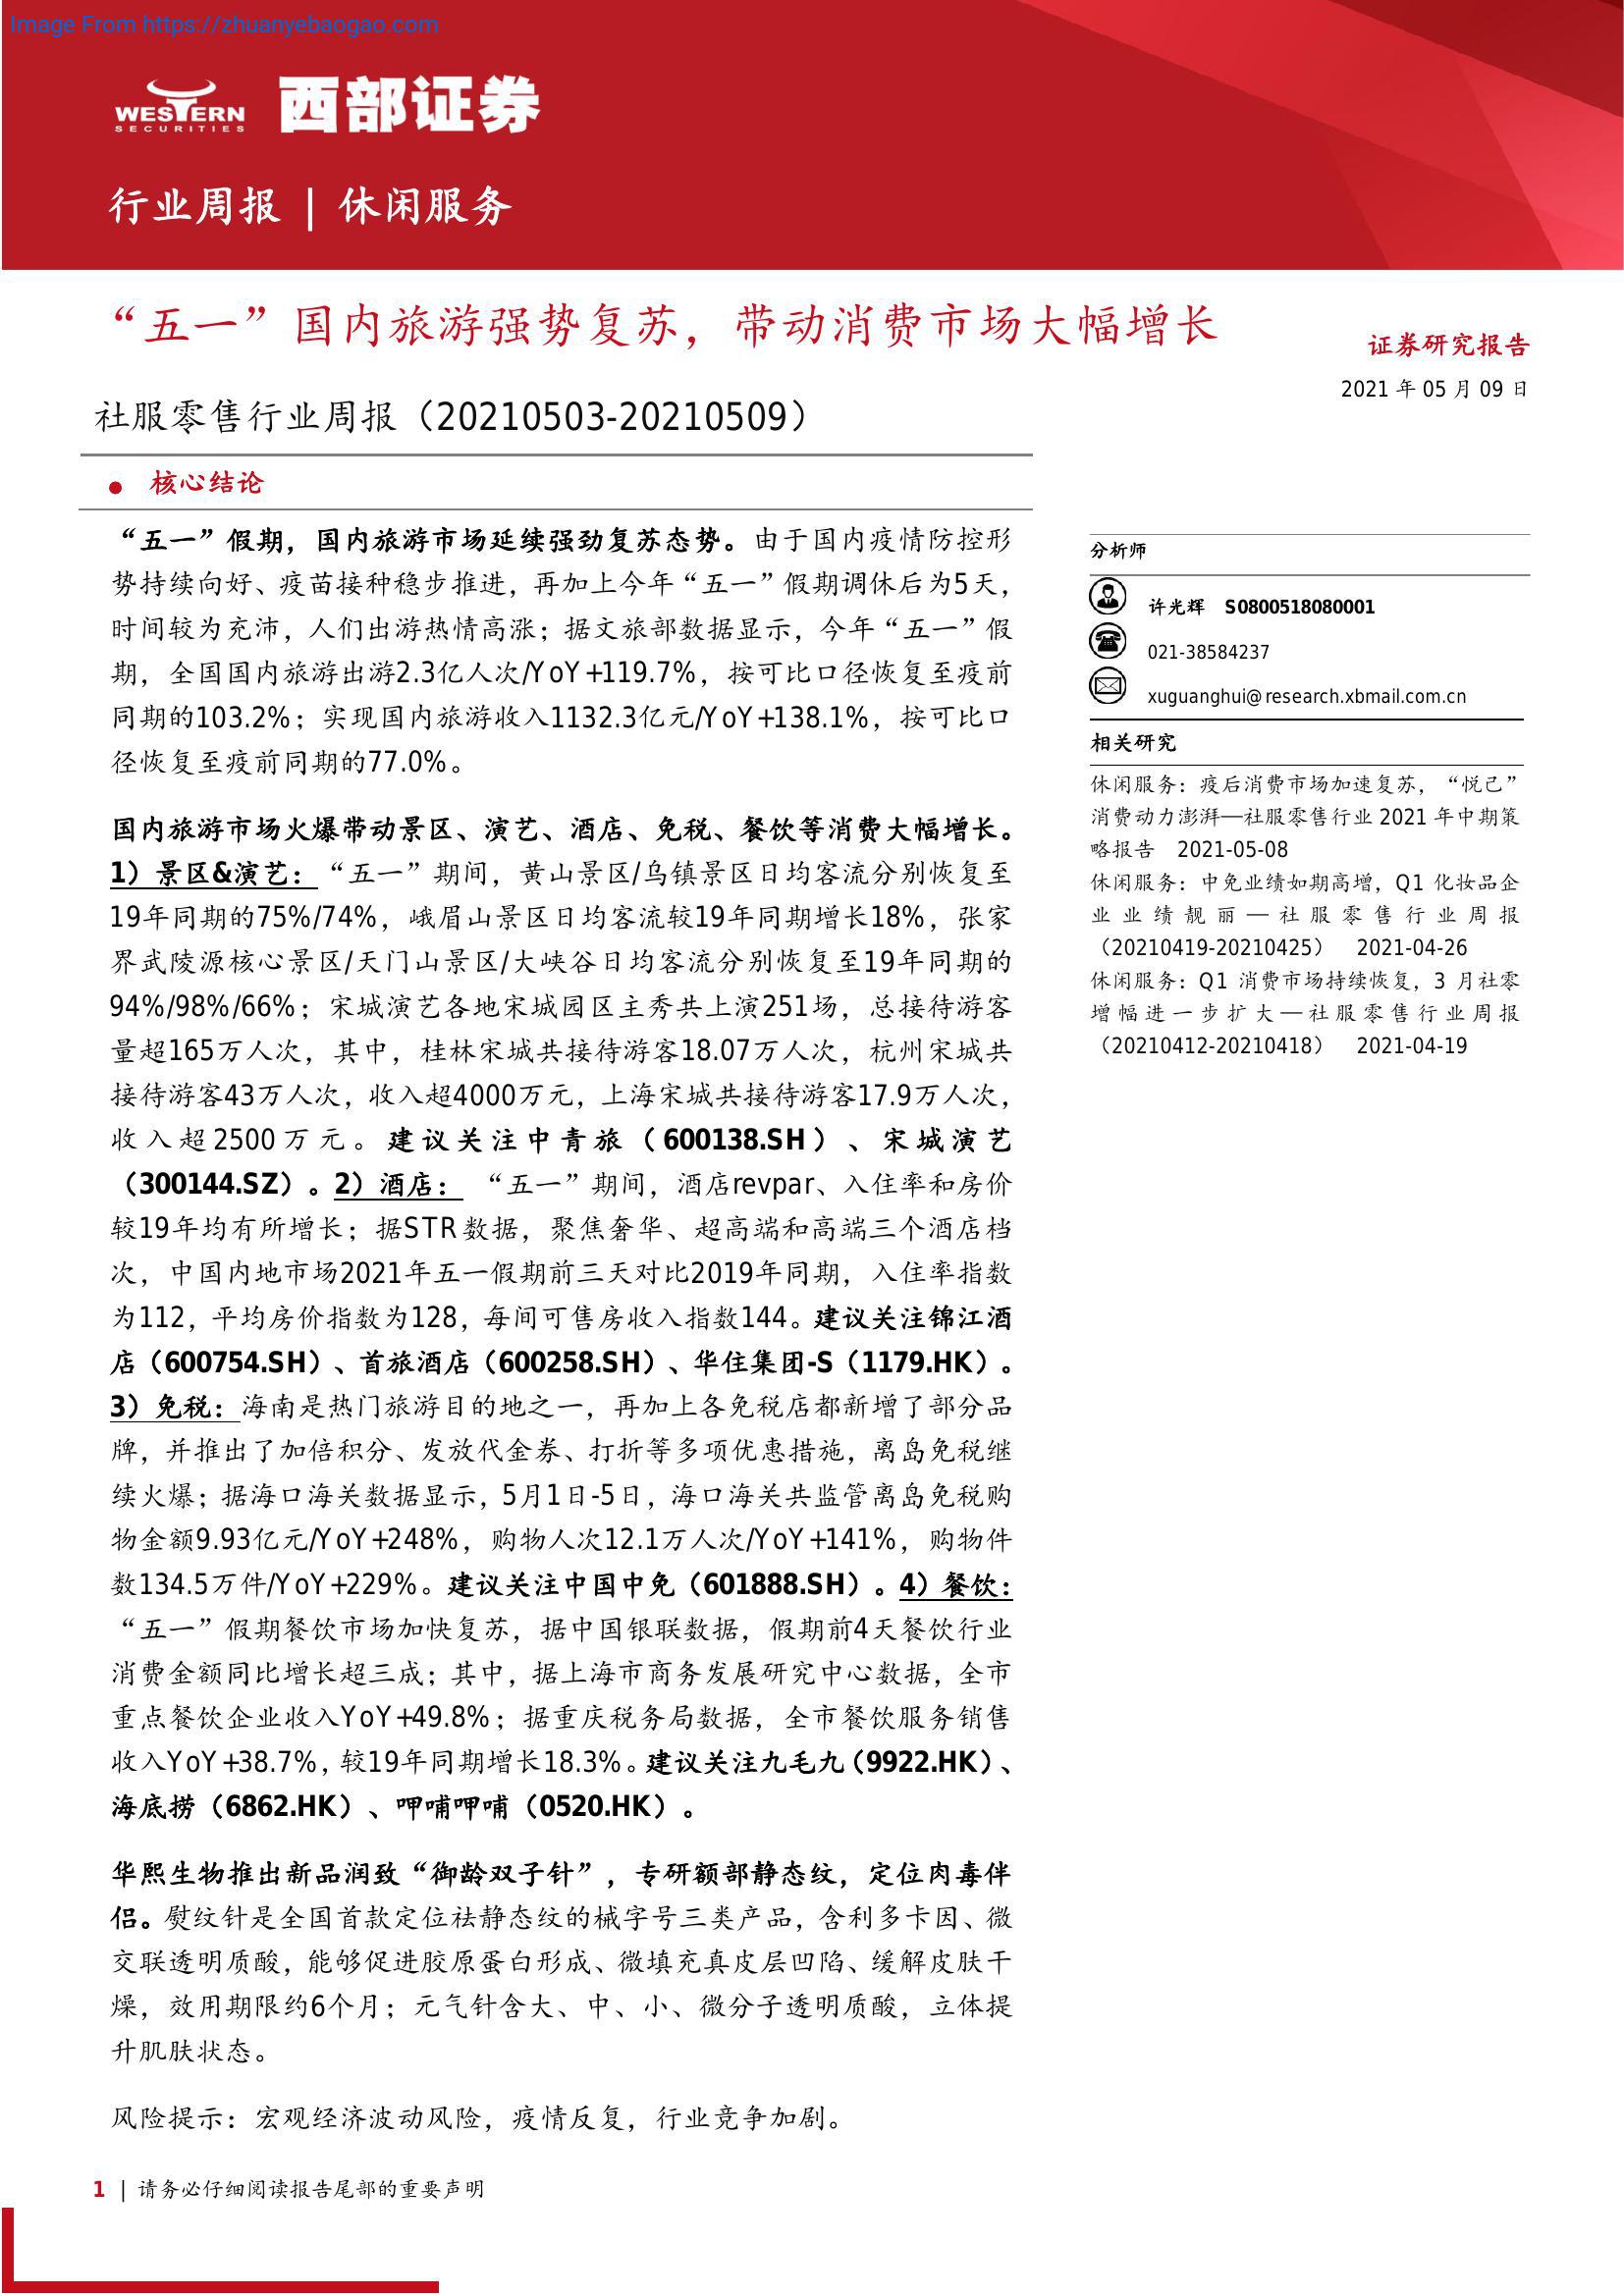 Image From https://zhuanyebaogao.com
WESTERN
SECURITIES
西部证券
行业周报 | 休闲服务
“五一”国内旅游强势复苏，带动消费市场大幅增长
证券研究报告
2021 年 05 月 09 日
社服零售行业周报（20210503-20210509）
● 核心结论
“五一”假期，国内旅游市场延续强劲复苏态势。由于国内疫情防控形
势持续向好、疫苗接种稳步推进，再加上今年“五一”假期调休后为5天，
时间较为充沛，人们出游热情高涨；据文旅部数据显示，今年“五一”假
期，全国国内旅游出游2.3亿人次/YoY+119.7%，按可比口径恢复至疫前
同期的103.2%；实现国内旅游收入1132.3亿元/YoY+138.1%，按可比口
径恢复至疫前同期的77.0%。
国内旅游市场火爆带动景区、演艺、酒店、免税、餐饮等消费大幅增长。
1）景区&演艺：“五一”期间，黄山景区/乌镇景区日均客流分别恢复至
19年同期的75%/74%，峨眉山景区日均客流较19年同期增长18%，张家
界武陵源核心景区/天门山景区/大峡谷日均客流分别恢复至19年同期的
94%/98%/66%；宋城演艺各地宋城园区主秀共上演251场，总接待游客
量超165万人次，其中，桂林宋城共接待游客18.07万人次，杭州宋城共
接待游客43万人次，收入超4000万元，上海宋城共接待游客17.9万人次，
收入超2500万元。建议关注中青旅（600138.SH）、宋城演艺
（300144.SZ）。2）酒店： “五一”期间，酒店revpar、入住率和房价
较19年均有所增长；据STR数据，聚焦奢华、超高端和高端三个酒店档
次，中国内地市场2021年五一假期前三天对比2019年同期，入住率指数
为112，平均房价指数为128，每间可售房收入指数144。建议关注锦江酒
店（600754.SH）、首旅酒店（600258.SH）、华住集团-S（1179.HK）。
3）免税：海南是热门旅游目的地之一，再加上各免税店都新增了部分品
牌，并推出了加倍积分、发放代金券、打折等多项优惠措施，离岛免税继
续火爆；据海口海关数据显示，5月1日-5日，海口海关共监管离岛免税购
物金额9.93亿元/YoY+248%，购物人次12.1万人次/YoY+141%，购物件
数134.5万件/YoY+229%。建议关注中国中免（601888.SH）。4）餐饮：
“五一”假期餐饮市场加快复苏，据中国银联数据，假期前4天餐饮行业
消费金额同比增长超三成；其中，据上海市商务发展研究中心数据，全市
重点餐饮企业收入YoY+49.8%；据重庆税务局数据，全市餐饮服务销售
收入YoY+38.7%，较19年同期增长18.3%。建议关注九毛九（9922.HK）、
海底捞（6862.HK）、呷哺呷哺（0520.HK）。
华熙生物推出新品润致“御龄双子针”，专研额部静态纹，定位肉毒伴
侣。熨纹针是全国首款定位祛静态纹的械字号三类产品，含利多卡因、微
交联透明质酸，能够促进胶原蛋白形成、微填充真皮层凹陷、缓解皮肤干
燥，效用期限约6个月；元气针含大、中、小、微分子透明质酸，立体提
升肌肤状态。
风险提示：宏观经济波动风险，疫情反复，行业竞争加剧。
分析师
许光辉 S0800518080001
021-38584237
xuguanghui@research.xbmail.com.cn
相关研究
休闲服务：疫后消费市场加速复苏，“悦己”
消费动力澎湃—社服零售行业 2021 年中期策
略报告 2021-05-08
休闲服务：中免业绩如期高增，Q1 化妆品企
业业绩靓丽—社服零售行业周报
（20210419-20210425） 2021-04-26
休闲服务：Q1 消费市场持续恢复，3 月社零
增幅进一步扩大—社服零售行业周报
（20210412-20210418） 2021-04-19
1 | 请务必仔细阅读报告尾部的重要声明